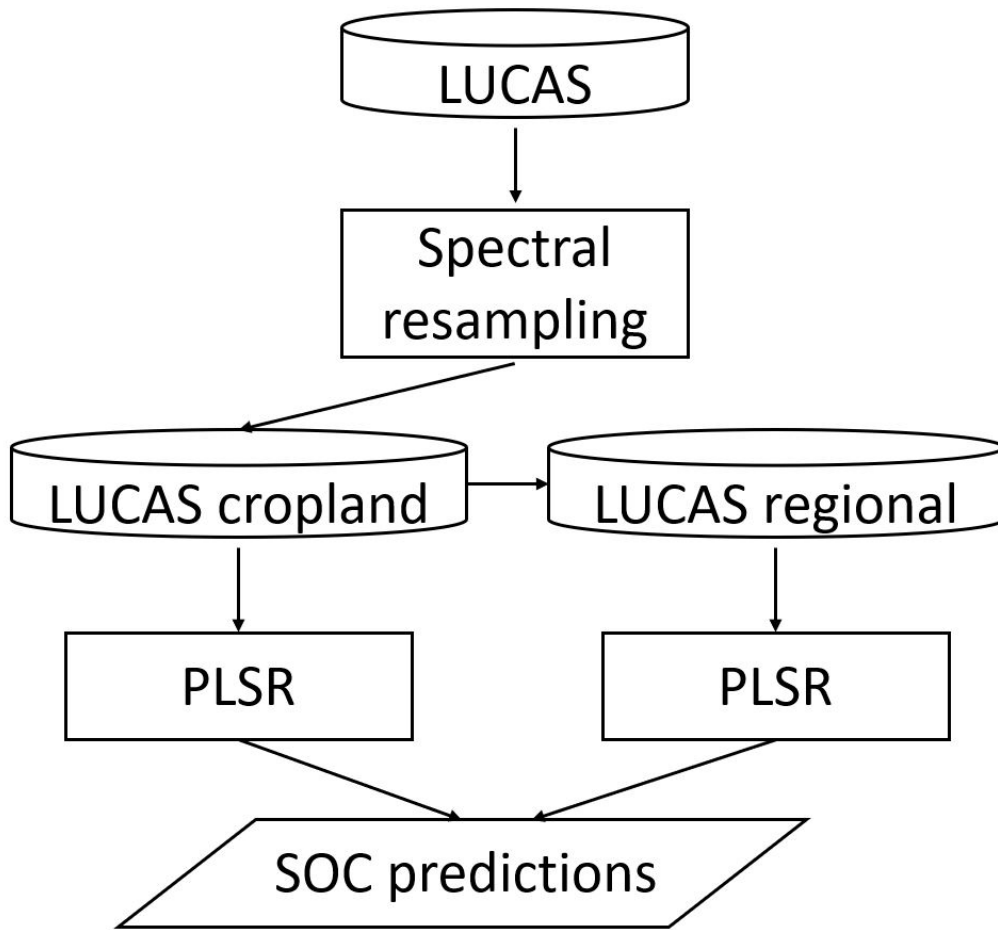 LUCAS
Spectral
resampling
LUCAS cropland
LUCAS regional
PLSR
PLSR
SOC predictions